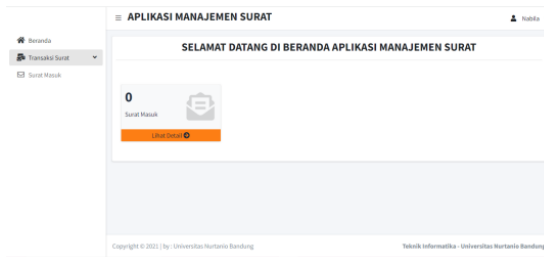 APLIKASI MANAJEMEN SURAT
Nabila
Beranda
Transaksi Surat
Surat Masuk
SELAMAT DATANG DI BERANDA APLIKASI MANAJEMEN SURAT
0
Surat Masuk
Lihat Detail
Copyright © 2021 | by : Universitas Nurtanio Bandung
Teknik Informatika - Universitas Nurtanio Bandung